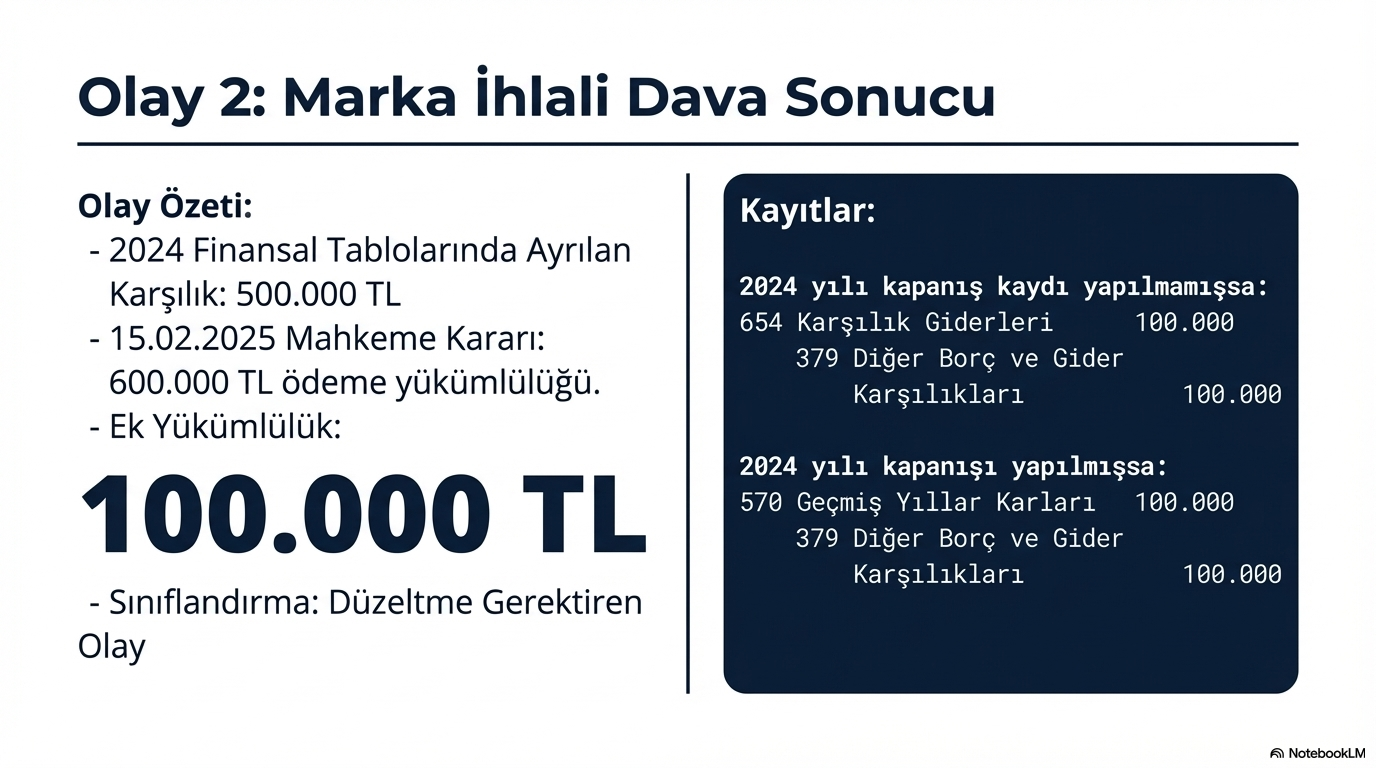 Olay 2: Marka İhlali Dava Sonucu
Olay Özeti:
- 2024 Finansal Tablolarında Ayrılan
Karşılık: 500.000 TL
- 15.02.2025 Mahkeme Kararı:
600.000 TL ödeme yükümlülüğü.
- Ek Yükümlülük:
100.000 TL
- Sınıflandırma: Düzeltme Gerektiren
Olay
Kayıtlar:
2024 yılı kapanış kaydı yapılmamışsa:
654 Karşılık Giderleri 100.000
379 Diğer Borç ve Gider
Karşılıkları 100.000
2024 yılı kapanışı yapılmışsa:
570 Geçmiş Yıllar Karları 100.000
379 Diğer Borç ve Gider
Karşılıkları 100.000
NotebookLM